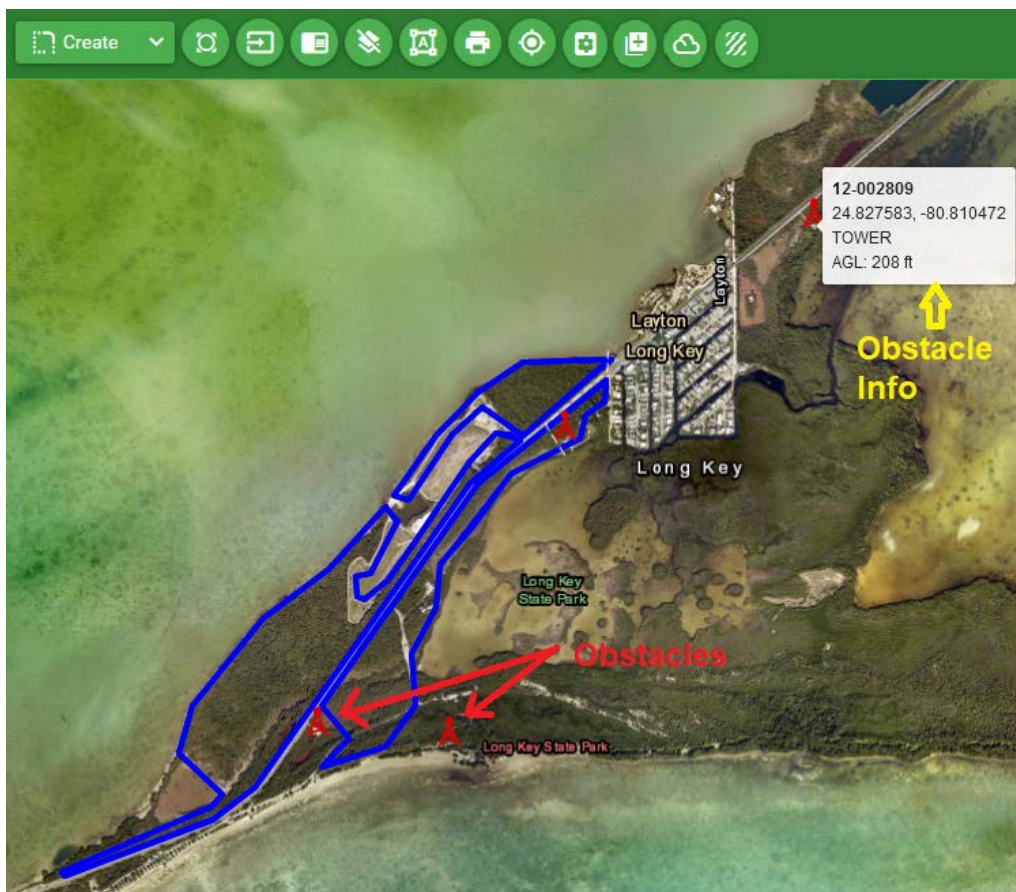 Create
A
12-002809
24.827583, -80.810472
TOWER
AGL: 208 ft
Obstacle
Info
Layton
Layton
Long Key
Long Key
Long Key
State Park
Obstacles
Long Key State Park